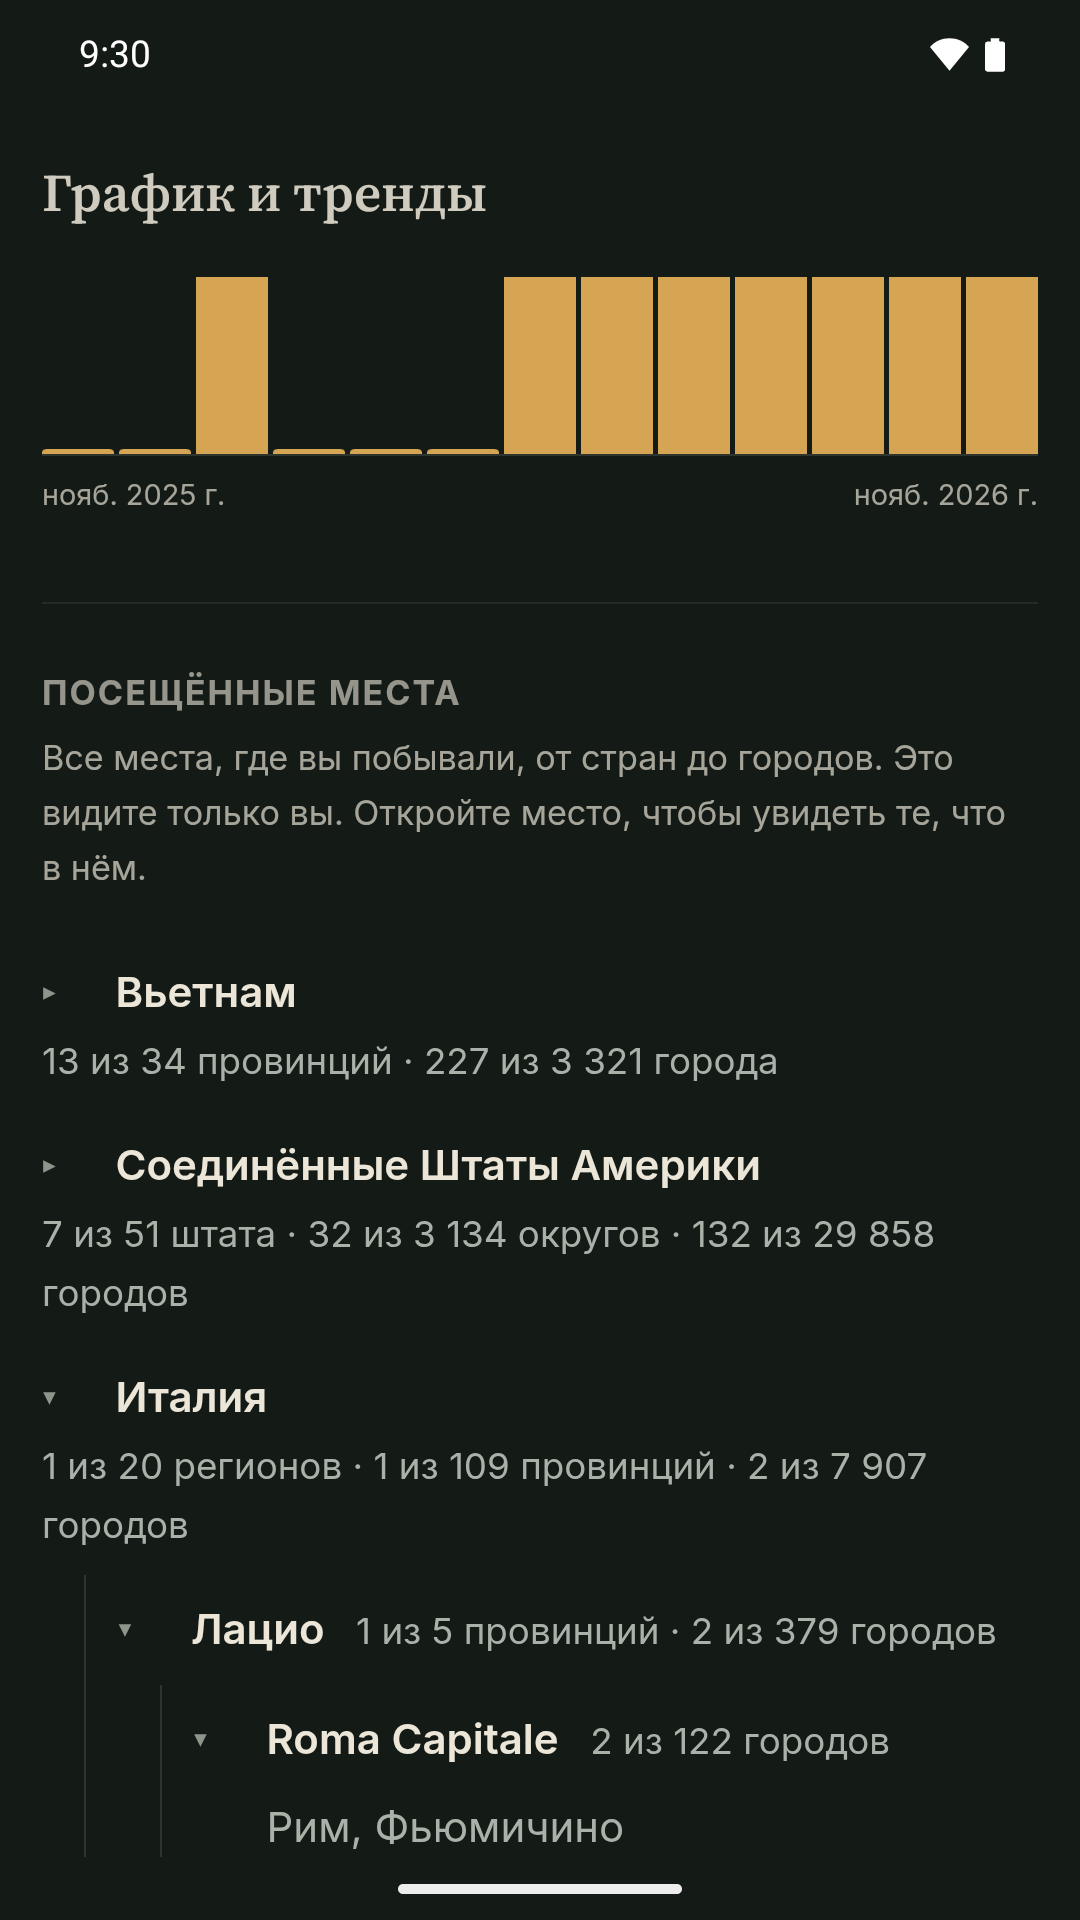 9:30
График и тренды
нояб. 2025 г.
нояб. 2026 г.
ПОСЕЩЁННЫЕ МЕСТА
Все места, где вы побывали, от стран до городов. Это
видите только вы. Откройте место, чтобы увидеть те, что
в нём.
▸ Вьетнам
13 из 34 провинций · 227 из 3 321 города
▸ Соединённые Штаты Америки
7 из 51 штата · 32 из 3 134 округов · 132 из 29 858
городов
▾ Италия
1 из 20 регионов · 1 из 109 провинций · 2 из 7 907
городов
▾ Лацио 1 из 5 провинций · 2 из 379 городов
▾ Roma Capitale 2 из 122 городов
Рим, Фьюмичино